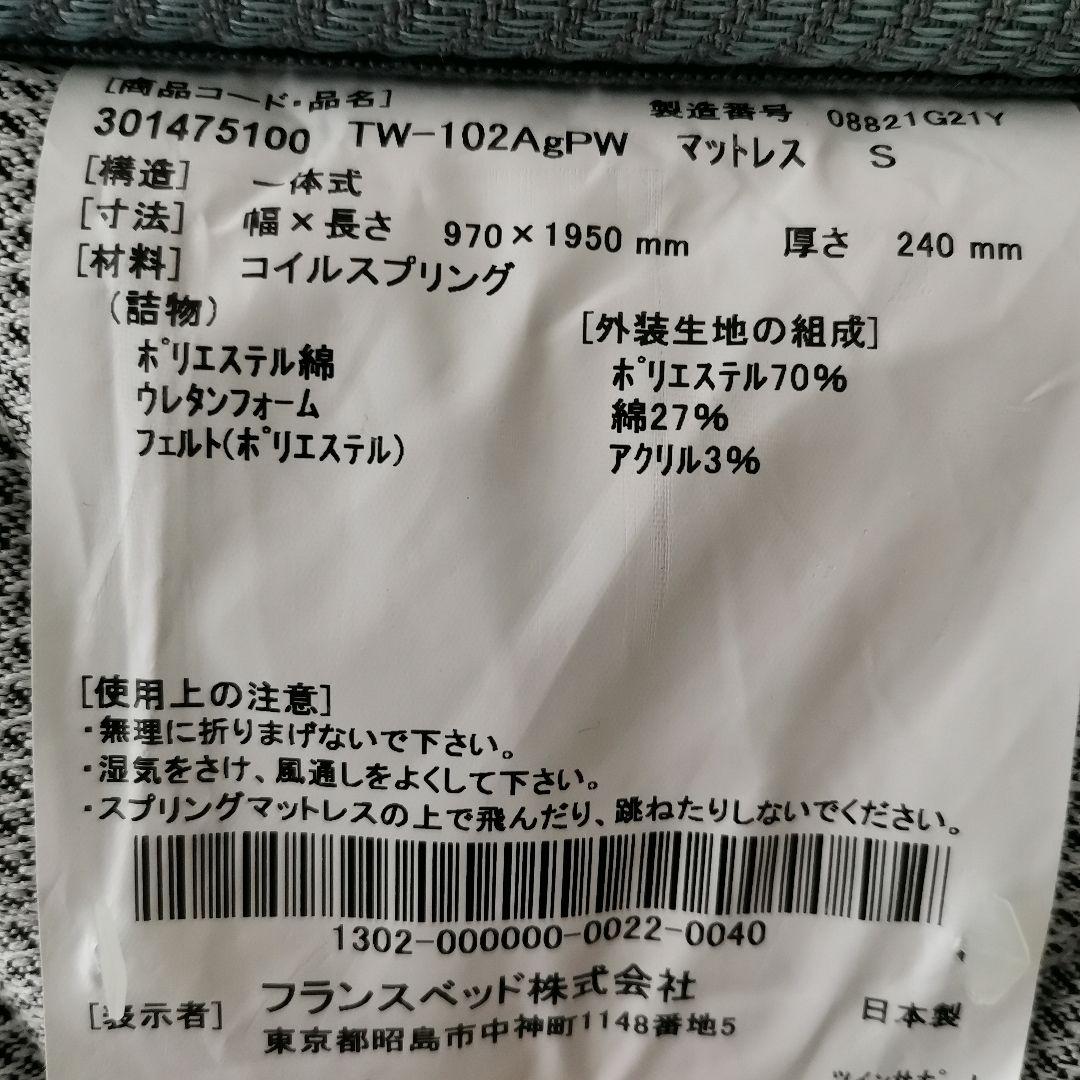 [商品コード・品名] 製造番号 08821G21Y
301475100 TW-102AgPW マットレス S
[構造] 一体式
[寸法] 幅×長さ 970×1950 mm 厚さ 240 mm
[材料] コイルスプリング
(詰物)
[外装生地の組成]
ポリエステル綿 ポリエステル70%
ウレタンフォーム 綿27%
フェルト(ポリエステル) アクリル3%
[使用上の注意]
・無理に折りまげないで下さい。
・湿気をさけ、風通しをよくして下さい。
・スプリングマットレスの上で飛んだり、跳ねたりしないでください。
1302-000000-0022-0040
[表示者] フランスベッド株式会社 日本製
東京都昭島市中神町1148番地5